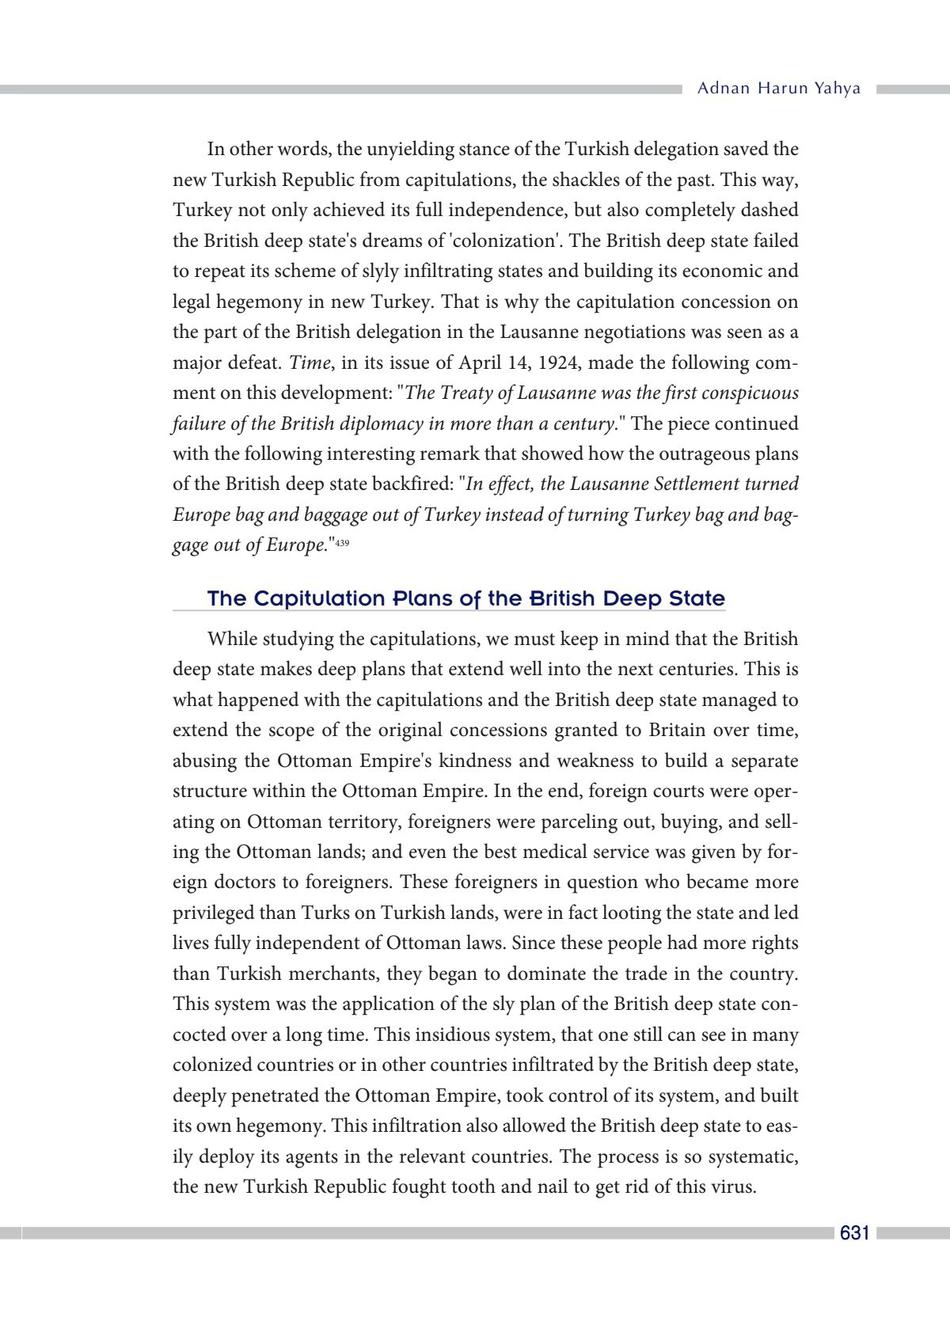 Adnan Harun Yahya
In other words, the unyielding stance of the Turkish delegation saved the
new Turkish Republic from capitulations, the shackles of the past. This way,
Turkey not only achieved its full independence, but also completely dashed
the British deep state's dreams of 'colonization'. The British deep state failed
to repeat its scheme of slyly infiltrating states and building its economic and
legal hegemony in new Turkey. That is why the capitulation concession on
the part of the British delegation in the Lausanne negotiations was seen as a
major defeat. Time, in its issue of April 14, 1924, made the following com-
ment on this development: "The Treaty of Lausanne was the first conspicuous
failure of the British diplomacy in more than a century." The piece continued
with the following interesting remark that showed how the outrageous plans
of the British deep state backfired: "In effect, the Lausanne Settlement turned
Europe bag and baggage out of Turkey instead of turning Turkey bag and bag-
gage out of Europe."439
The Capitulation Plans of the British Deep State
While studying the capitulations, we must keep in mind that the British
deep state makes deep plans that extend well into the next centuries. This is
what happened with the capitulations and the British deep state managed to
extend the scope of the original concessions granted to Britain over time,
abusing the Ottoman Empire's kindness and weakness to build a separate
structure within the Ottoman Empire. In the end, foreign courts were oper-
ating on Ottoman territory, foreigners were parceling out, buying, and sell-
ing the Ottoman lands; and even the best medical service was given by for-
eign doctors to foreigners. These foreigners in question who became more
privileged than Turks on Turkish lands, were in fact looting the state and led
lives fully independent of Ottoman laws. Since these people had more rights
than Turkish merchants, they began to dominate the trade in the country.
This system was the application of the sly plan of the British deep state con-
cocted over a long time. This insidious system, that one still can see in many
colonized countries or in other countries infiltrated by the British deep state,
deeply penetrated the Ottoman Empire, took control of its system, and built
its own hegemony. This infiltration also allowed the British deep state to eas-
ily deploy its agents in the relevant countries. The process is so systematic,
the new Turkish Republic fought tooth and nail to get rid of this virus.
631